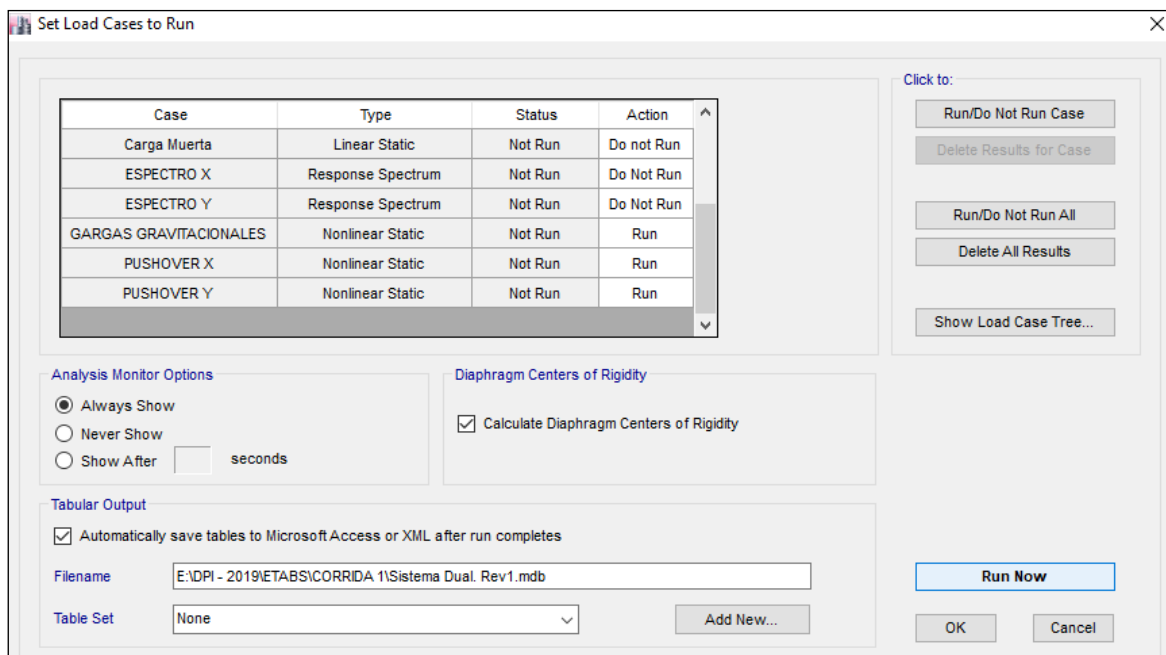 Set Load Cases to Run
Click to:
Case Type Status Action
Carga Muerta Linear Static Not Run Do not Run
ESPECTRO X Response Spectrum Not Run Do Not Run
ESPECTRO Y Response Spectrum Not Run Do Not Run
GARGAS GRAVITACIONALES Nonlinear Static Not Run Run
PUSHOVER X Nonlinear Static Not Run Run
PUSHOVER Y Nonlinear Static Not Run Run
Run/Do Not Run Case
Delete Results for Case
Run/Do Not Run All
Delete All Results
Show Load Case Tree...
Analysis Monitor Options
Always Show
Never Show
Show After seconds
Diaphragm Centers of Rigidity
Calculate Diaphragm Centers of Rigidity
Tabular Output
Automatically save tables to Microsoft Access or XML after run completes
Filename E:\DPI - 2019\ETABS\CORRIDA 1\Sistema Dual. Rev1.mdb
Table Set None Add New...
Run Now
OK Cancel